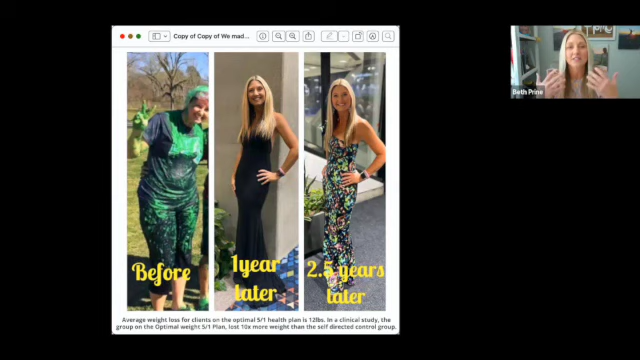 Copy of Copy of We mad...
Beth Prine
Before
1year
later
2.5 years
later
Average weight loss for clients on the optimal 5/1 health plan is 12lbs. In a clinical study, the
group on the Optimal weight 5/1 Plan, lost 10x more weight than the self directed control group.